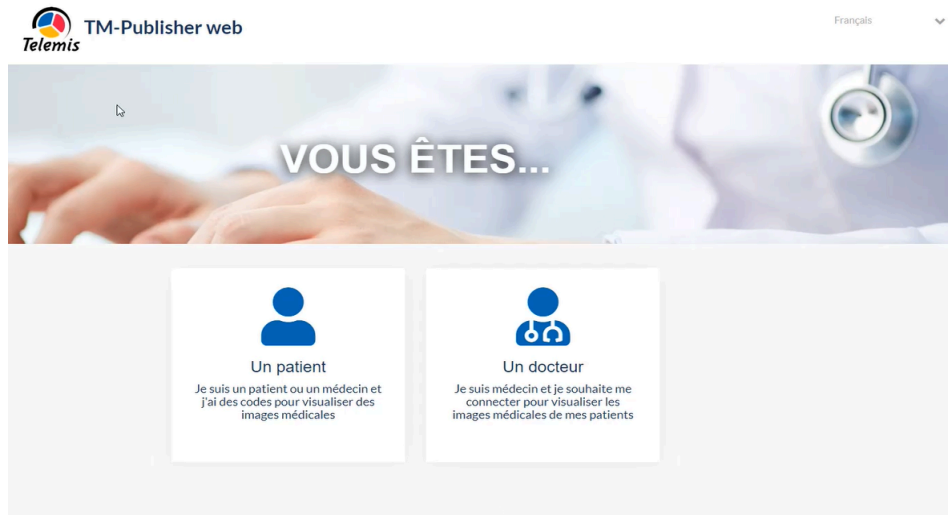 Telemis
TM-Publisher web
Français
VOUS ÊTES...
Un patient
Je suis un patient ou un médecin et
j'ai des codes pour visualiser des
images médicales
Un docteur
Je suis médecin et je souhaite me
connecter pour visualiser les
images médicales de mes patients